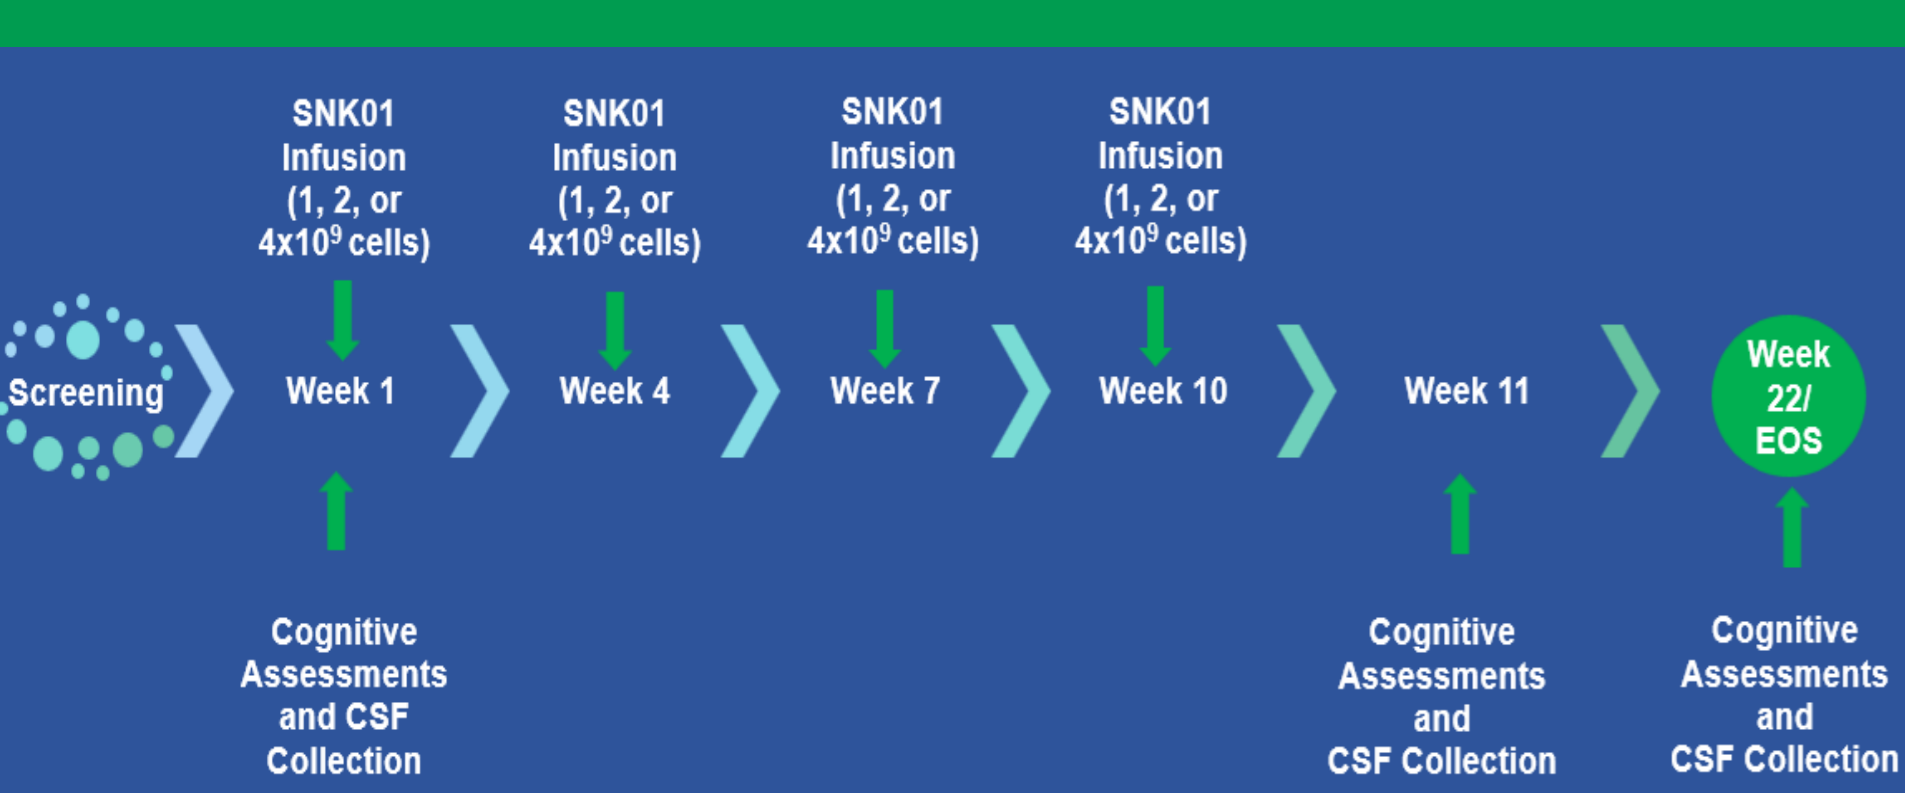 SNK01
Infusion
(1, 2, or
4x10⁹ cells)
SNK01
Infusion
(1, 2, or
4x10⁹ cells)
SNK01
Infusion
(1, 2, or
4x10⁹ cells)
SNK01
Infusion
(1, 2, or
4x10⁹ cells)
Screening
Week 1
Week 4
Week 7
Week 10
Week 11
Week
22/
EOS
Cognitive
Assessments
and CSF
Collection
Cognitive
Assessments
and
CSF Collection
Cognitive
Assessments
and
CSF Collection